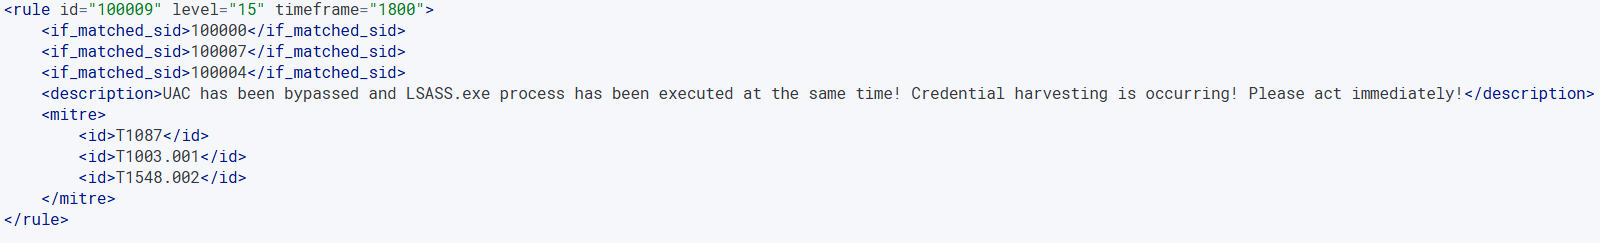 <rule id="100009" level="15" timeframe="1800">
    <if_matched_sid>100000</if_matched_sid>
    <if_matched_sid>100007</if_matched_sid>
    <if_matched_sid>100004</if_matched_sid>
    <description>UAC has been bypassed and LSASS.exe process has been executed at the same time! Credential harvesting is occurring! Please act immediately!</description>
    <mitre>
        <id>T1087</id>
        <id>T1003.001</id>
        <id>T1548.002</id>
    </mitre>
</rule>